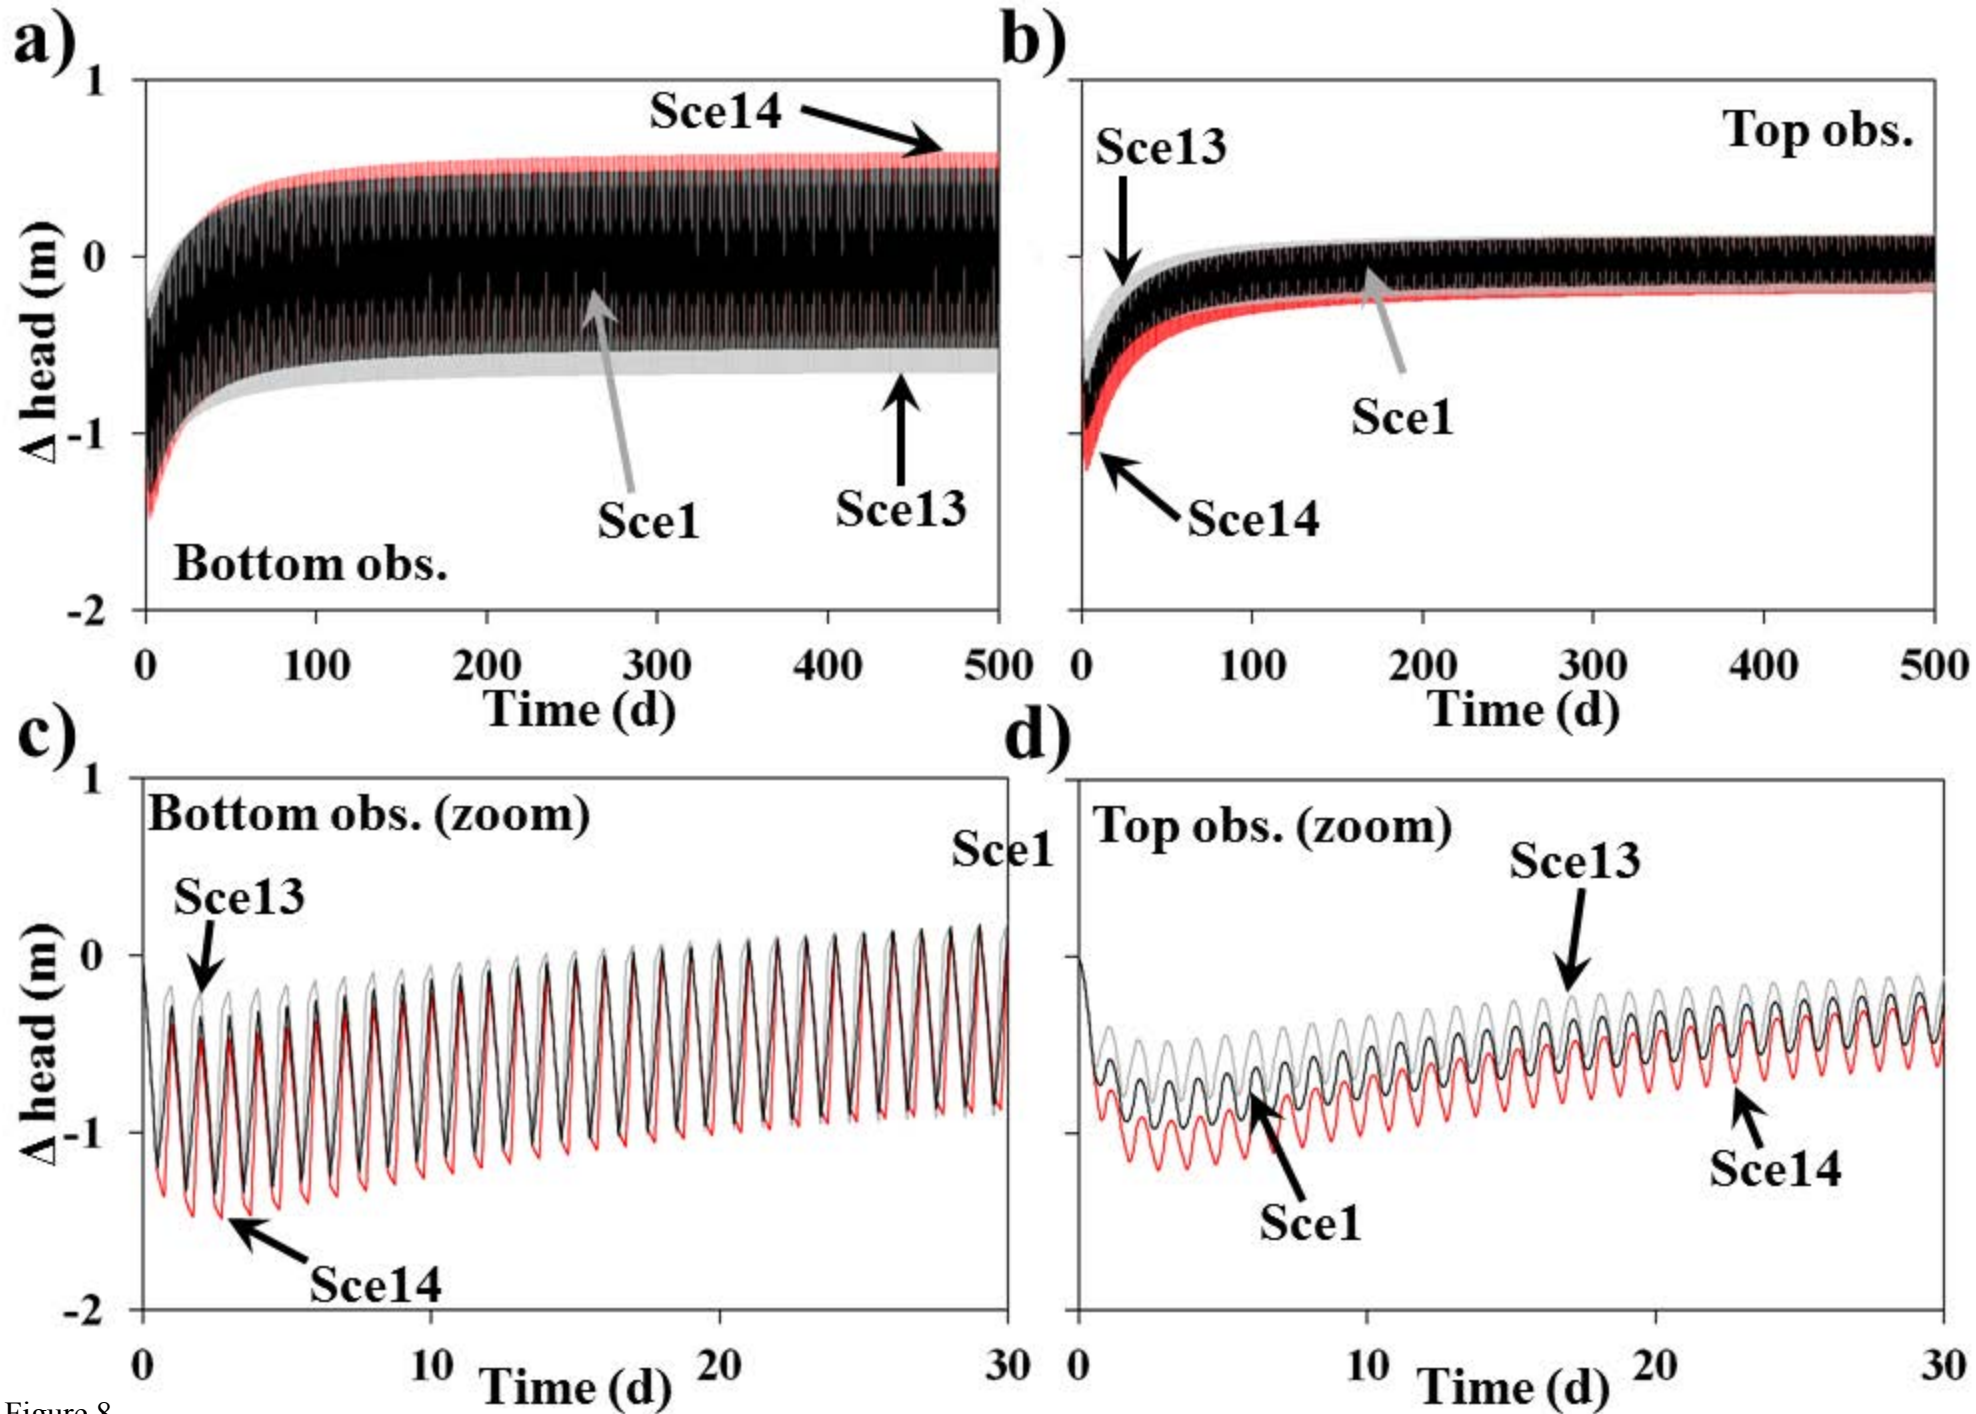 a)
b)
1
0
-1
-2
Δ head (m)
Sce14
Sce1
Sce13
Bottom obs.
0 100 200 300 400 500
Time (d)
Sce13
Top obs.
Sce1
Sce14
0 100 200 300 400 500
Time (d)
c)
d)
1
0
-1
-2
Δ head (m)
Bottom obs. (zoom)
Sce1
Sce13
Sce14
0 10 20 30
Time (d)
Top obs. (zoom)
Sce13
Sce14
Sce1
0 10 20 30
Time (d)
Figure 8